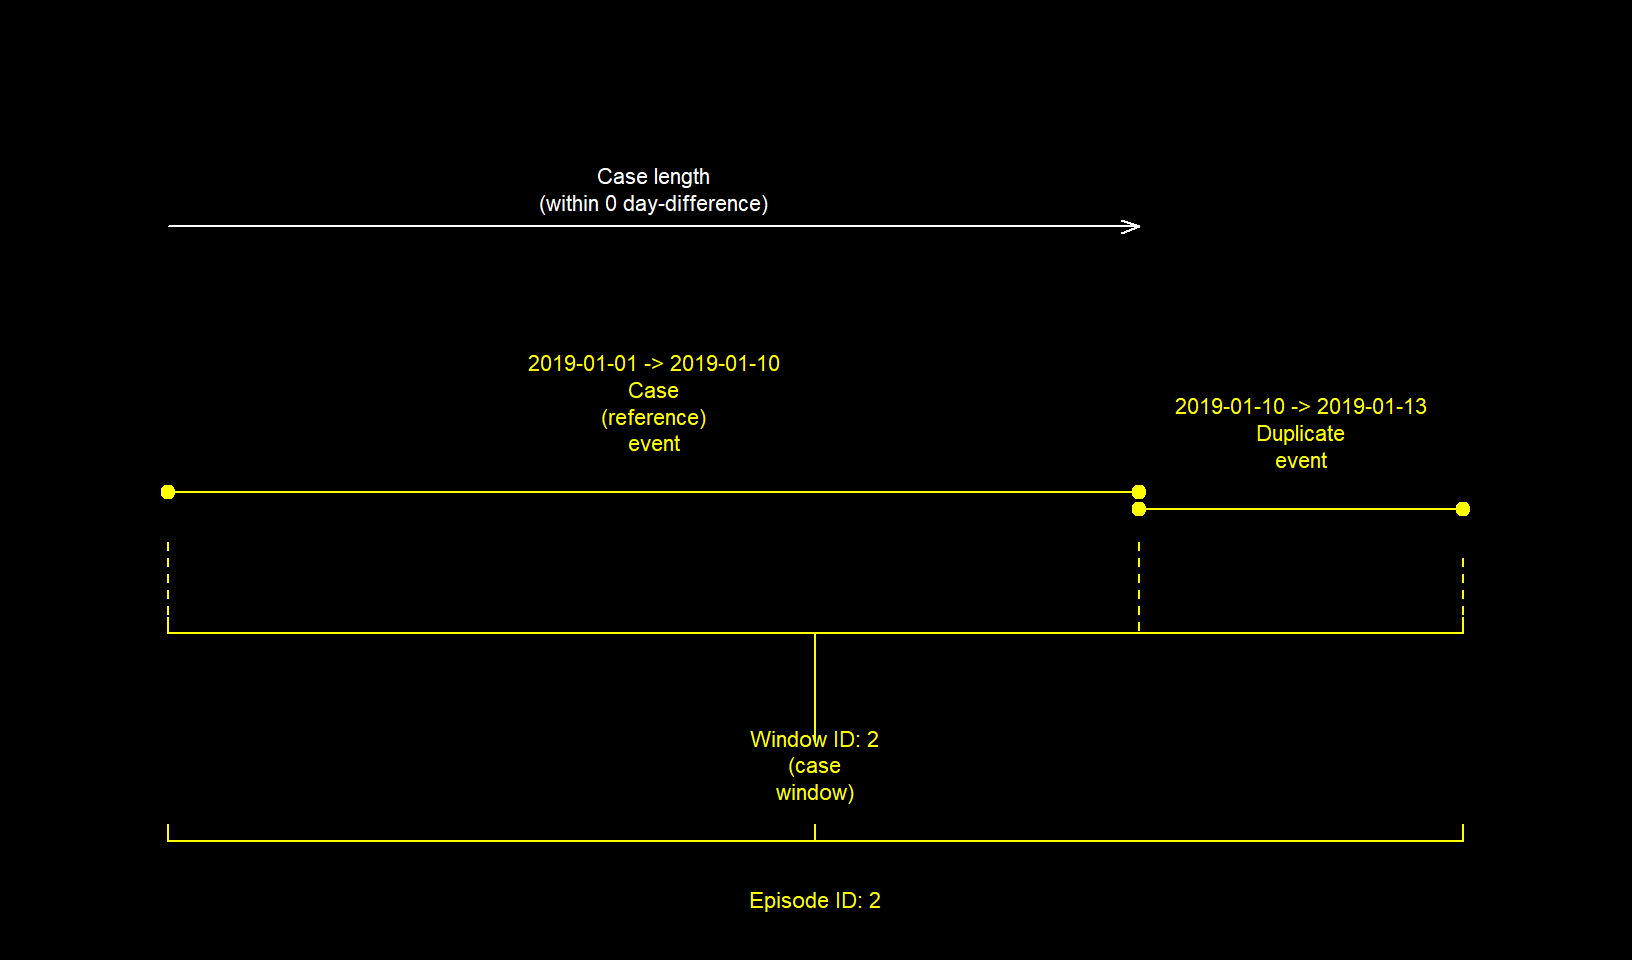 Case length
(within 0 day-difference)
2019-01-01 -> 2019-01-10
Case
(reference)
event
2019-01-10 -> 2019-01-13
Duplicate
event
Window ID: 2
(case
window)
Episode ID: 2